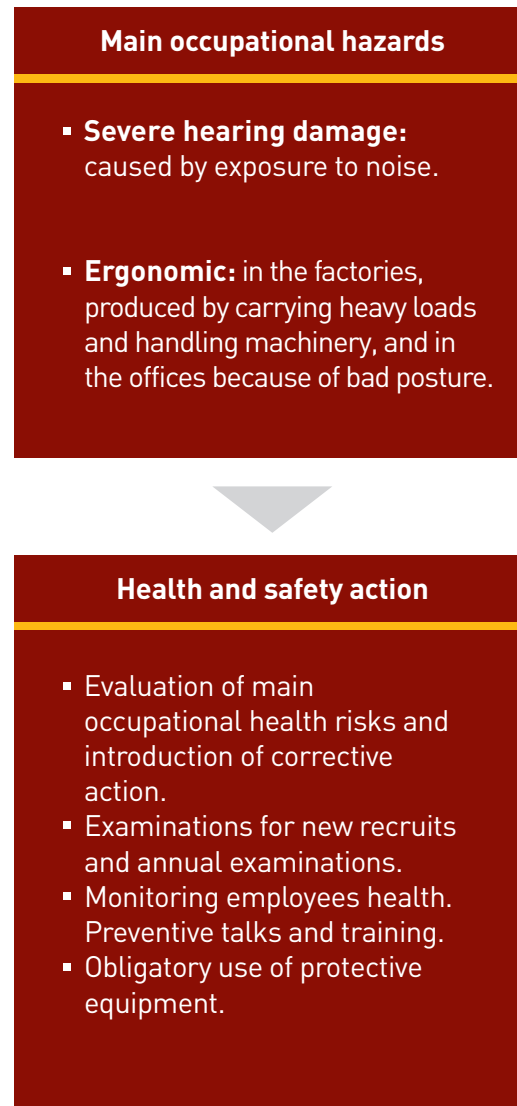 Main occupational hazards
▪ Severe hearing damage:
caused by exposure to noise.
▪ Ergonomic: in the factories,
produced by carrying heavy loads
and handling machinery, and in
the offices because of bad posture.
Health and safety action
▪ Evaluation of main
occupational health risks and
introduction of corrective
action.
▪ Examinations for new recruits
and annual examinations.
▪ Monitoring employees health.
Preventive talks and training.
▪ Obligatory use of protective
equipment.